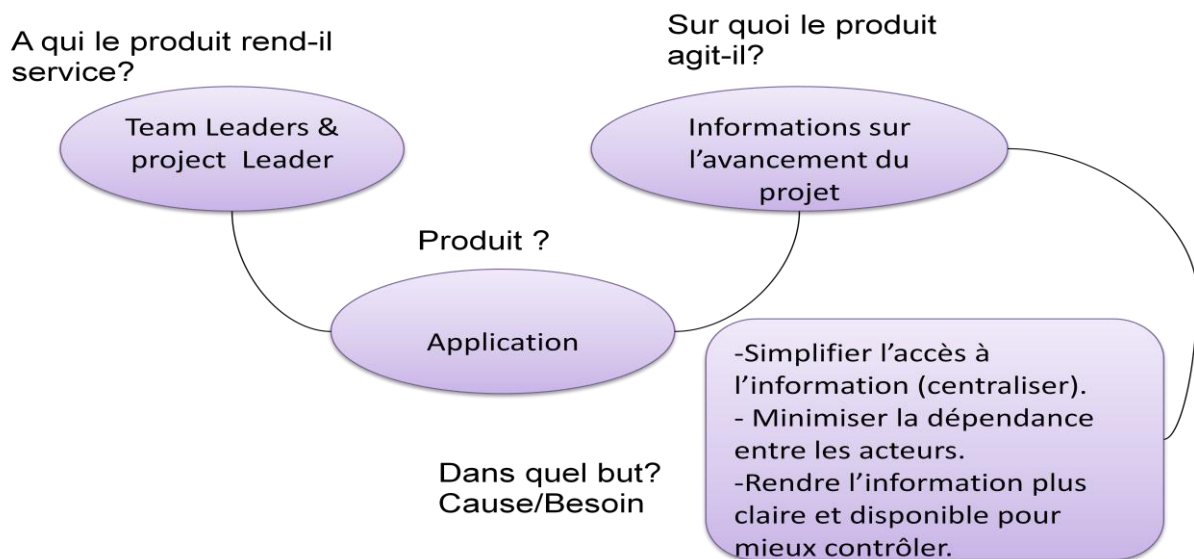 A qui le produit rend-il
service?
Sur quoi le produit
agit-il?
Team Leaders &
project Leader
Informations sur
l’avancement du
projet
Produit ?
Application
-Simplifier l’accès à
l’information (centraliser).
- Minimiser la dépendance
entre les acteurs.
-Rendre l’information plus
claire et disponible pour
mieux contrôler.
Dans quel but?
Cause/Besoin